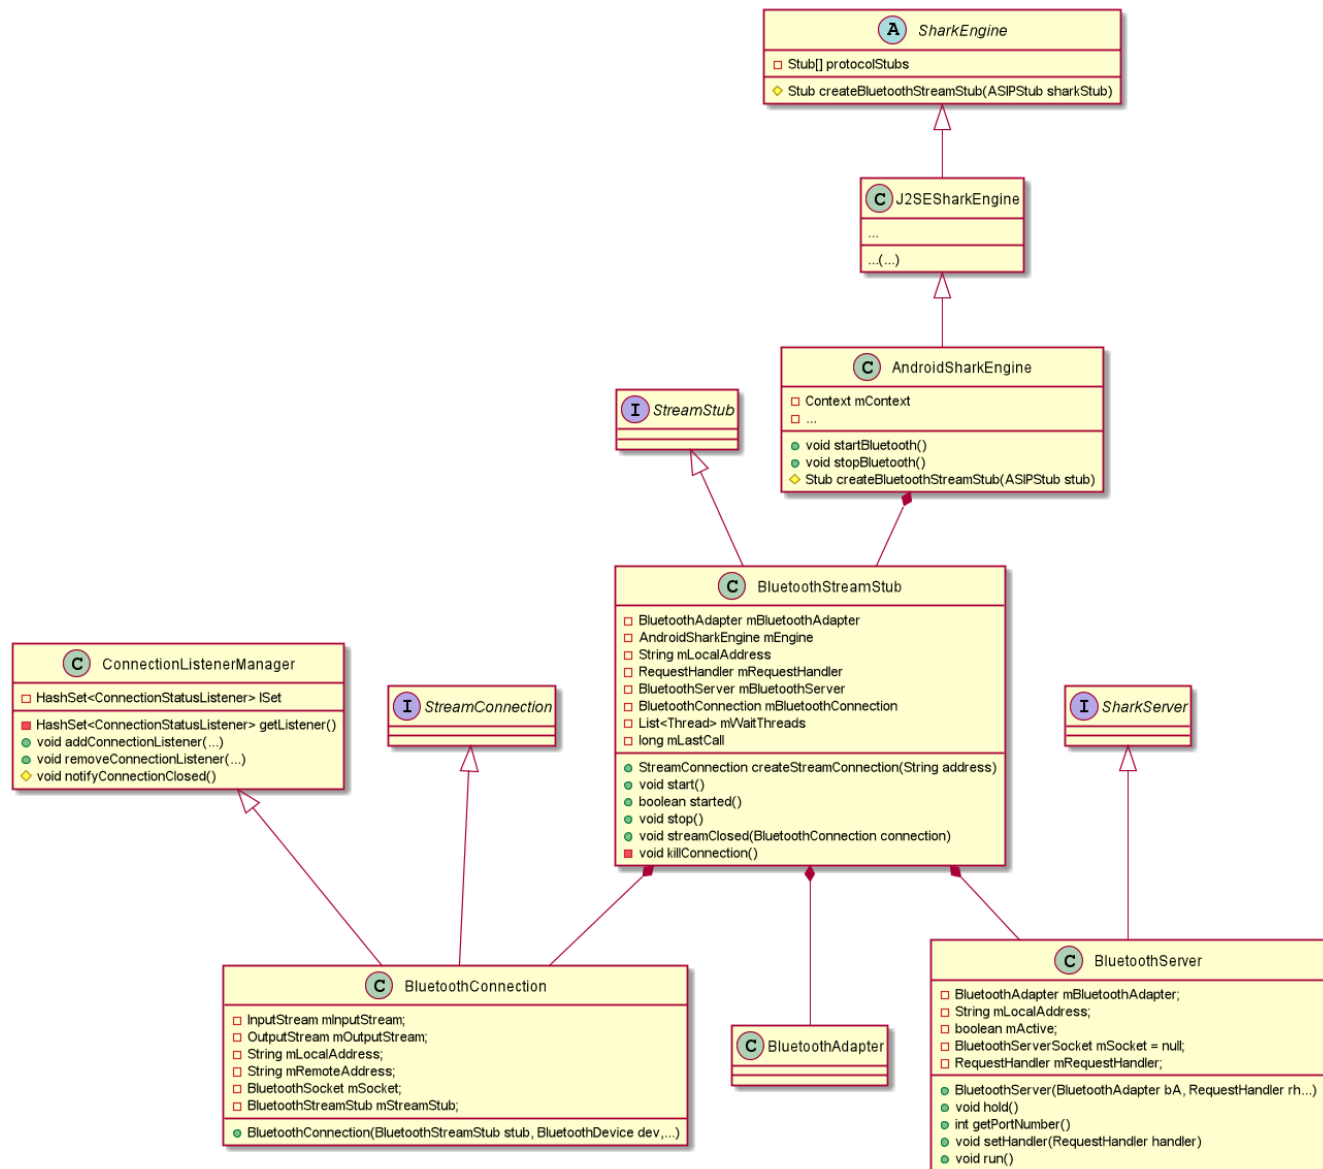 A SharkEngine
Stub[] protocolStubs
Stub createBluetoothStreamStub(ASIPStub sharkStub)
C J2SESharkEngine
...
...(...)
C AndroidSharkEngine
Context mContext
...
void startBluetooth()
void stopBluetooth()
Stub createBluetoothStreamStub(ASIPStub stub)
I StreamStub
C BluetoothStreamStub
BluetoothAdapter mBluetoothAdapter
AndroidSharkEngine mEngine
String mLocalAddress
RequestHandler mRequestHandler
BluetoothServer mBluetoothServer
BluetoothConnection mBluetoothConnection
List<Thread> mWaitThreads
long mLastCall
StreamConnection createStreamConnection(String address)
void start()
boolean started()
void stop()
void streamClosed(BluetoothConnection connection)
void killConnection()
C ConnectionListenerManager
HashSet<ConnectionStatusListener> lSet
HashSet<ConnectionStatusListener> getListener()
void addConnectionListener(...)
void removeConnectionListener(...)
void notifyConnectionClosed()
I StreamConnection
I SharkServer
C BluetoothConnection
InputStream mInputStream;
OutputStream mOutputStream;
String mLocalAddress;
String mRemoteAddress;
BluetoothSocket mSocket;
BluetoothStreamStub mStreamStub;
BluetoothConnection(BluetoothStreamStub stub, BluetoothDevice dev,...)
C BluetoothAdapter
C BluetoothServer
BluetoothAdapter mBluetoothAdapter;
String mLocalAddress;
boolean mActive;
BluetoothServerSocket mSocket = null;
RequestHandler mRequestHandler;
BluetoothServer(BluetoothAdapter bA, RequestHandler rh...)
void hold()
int getPortNumber()
void setHandler(RequestHandler handler)
void run()